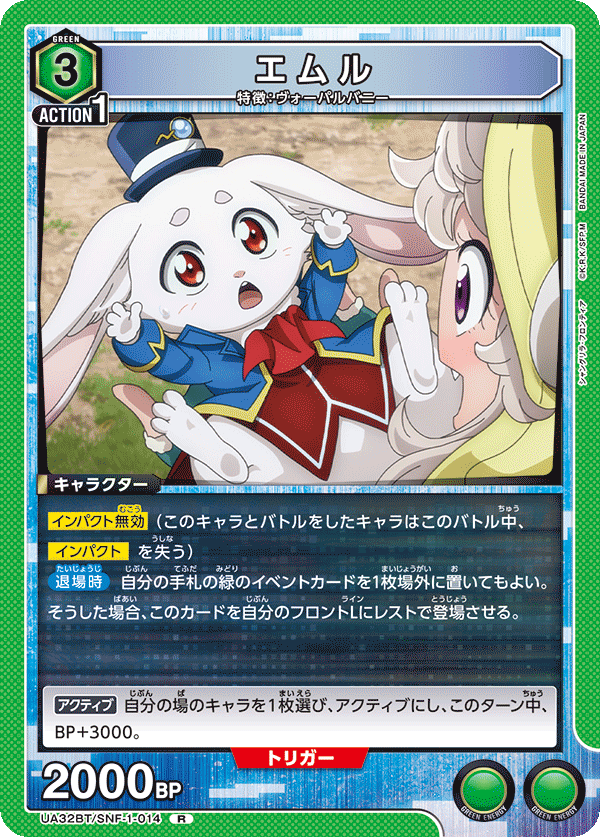 GREEN
3
ACTION 1
エムル
特徴:ヴォーパルバニー
BANDAI MADE IN JAPAN
©K.R.K/SFP.M
シャングリラ・フロンティア
キャラクター
インパクト無効 (このキャラとバトルをしたキャラはこのバトル中、
インパクト を失う)
退場時 自分の手札の緑のイベントカードを1枚場外に置いてもよい。
そうした場合、このカードを自分のフロントLにレストで登場させる。
アクティブ 自分の場のキャラを1枚選び、アクティブにし、このターン中、
BP+3000。
トリガー
2000BP
GREEN ENERGY
GREEN ENERGY
UA32BT/SNF-1-014 R